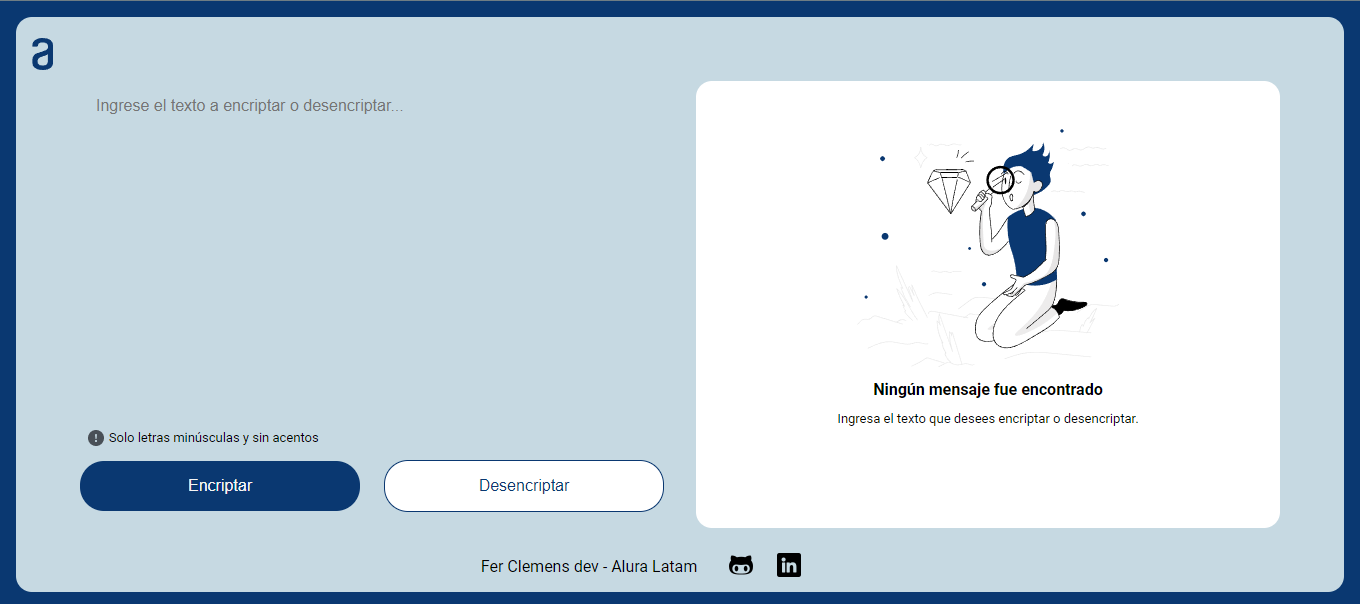 a
Ingrese el texto a encriptar o desencriptar...
Solo letras minúsculas y sin acentos
Encriptar
Desencriptar
Ningún mensaje fue encontrado
Ingresa el texto que desees encriptar o desencriptar.
Fer Clemens dev - Alura Latam
in